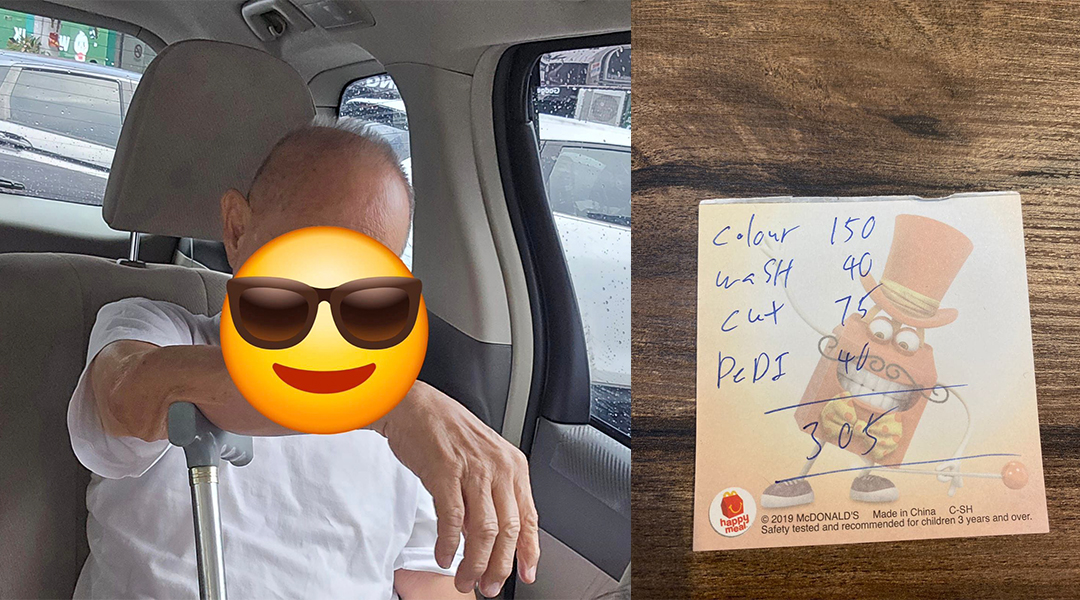 colour 150
waSH 40
cut 75
PeDI 40
305
happy
meal
© 2019 McDONALD'S Made in China C-SH
Safety tested and recommended for children 3 years and over.